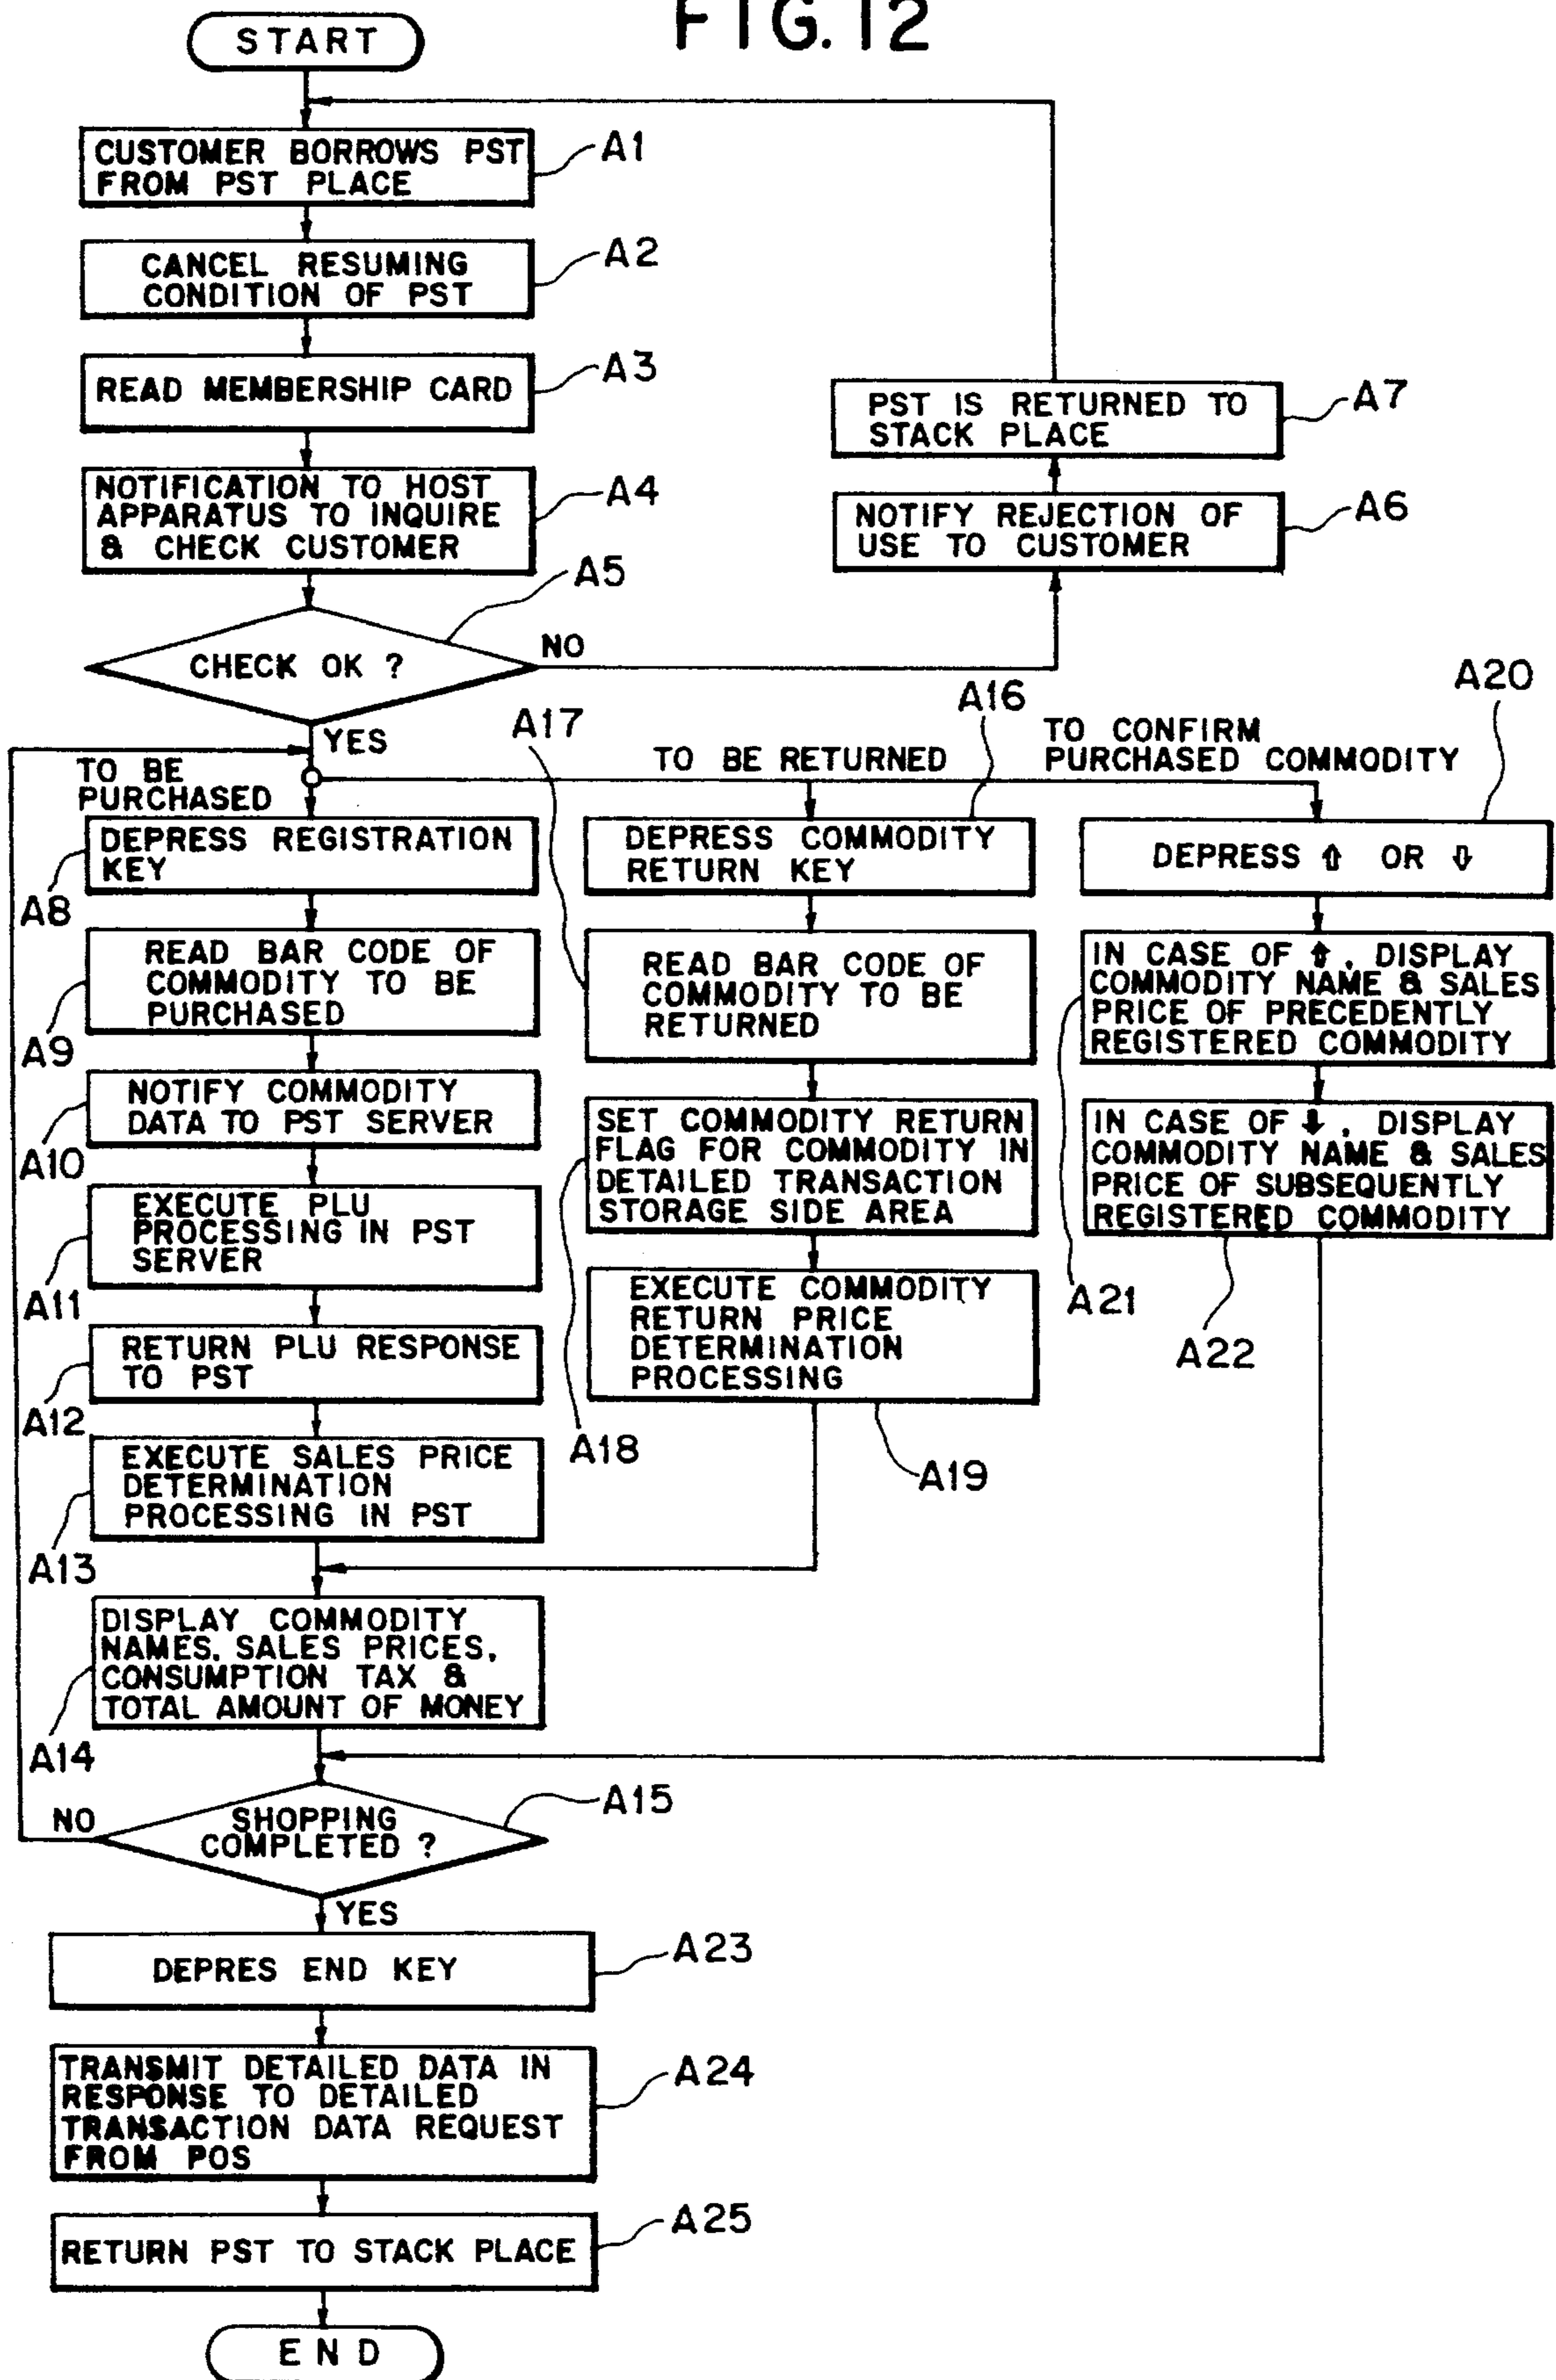 FIG.12
START
CUSTOMER BORROWS PST
FROM PST PLACE
A1
CANCEL RESUMING
CONDITION OF PST
A2
READ MEMBERSHIP CARD
A3
NOTIFICATION TO HOST
APPARATUS TO INQUIRE
& CHECK CUSTOMER
A4
CHECK OK ?
A5
NO
YES
NOTIFY REJECTION OF
USE TO CUSTOMER
A6
PST IS RETURNED TO
STACK PLACE
A7
TO BE
PURCHASED
DEPRESS REGISTRATION
KEY
A8
READ BAR CODE OF
COMMODITY TO BE
PURCHASED
A9
NOTIFY COMMODITY
DATA TO PST SERVER
A10
EXECUTE PLU
PROCESSING IN PST
SERVER
A11
RETURN PLU RESPONSE
TO PST
A12
EXECUTE SALES PRICE
DETERMINATION
PROCESSING IN PST
A13
DISPLAY COMMODITY
NAMES, SALES PRICES,
CONSUMPTION TAX &
TOTAL AMOUNT OF MONEY
A14
TO BE RETURNED
A16
DEPRESS COMMODITY
RETURN KEY
A17
READ BAR CODE OF
COMMODITY TO BE
RETURNED
SET COMMODITY RETURN
FLAG FOR COMMODITY IN
DETAILED TRANSACTION
STORAGE SIDE AREA
A18
EXECUTE COMMODITY
RETURN PRICE
DETERMINATION
PROCESSING
A19
TO CONFIRM
PURCHASED COMMODITY
A20
DEPRESS ⇧ OR ⇩
IN CASE OF ⇧, DISPLAY
COMMODITY NAME & SALES
PRICE OF PRECEDENTLY
REGISTERED COMMODITY
A21
IN CASE OF ⇩, DISPLAY
COMMODITY NAME & SALES
PRICE OF SUBSEQUENTLY
REGISTERED COMMODITY
A22
SHOPPING
COMPLETED ?
A15
NO
YES
DEPRES END KEY
A23
TRANSMIT DETAILED DATA IN
RESPONSE TO DETAILED
TRANSACTION DATA REQUEST
FROM POS
A24
RETURN PST TO STACK PLACE
A25
END